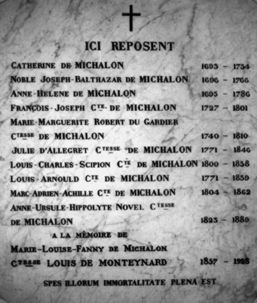 ICI REPOSENT
CATHERINE DE MICHALON 1693 - 1754
NOBLE JOSEPH-BALTHAZAR DE MICHALON 1696 - 1766
ANNE-HELENE DE MICHALON 1695 - 1786
FRANÇOIS-JOSEPH CTE DE MICHALON 1727 - 1801
MARIE-MARGUERITE ROBERT DU GARDIER
CTESSE DE MICHALON 1740 - 1810
JULIE D'ALLEGRET CTESSE DE MICHALON 1771 - 1846
LOUIS-CHARLES-SCIPION CTE DE MICHALON 1800 - 1858
LOUIS-ARNOULD CTE DE MICHALON 1771 - 1859
MARC-ADRIEN-ACHILLE CTE DE MICHALON 1804 - 1862
ANNE-URSULE-HIPPOLYTE NOVEL CTESSE
DE MICHALON 1823 - 1880
A LA MÉMOIRE DE
MARIE-LOUISE-FANNY DE MICHALON
CTESSE LOUIS DE MONTEYNARD 1857 - 1928
SPES ILLORUM IMMORTALITATE PLENA EST